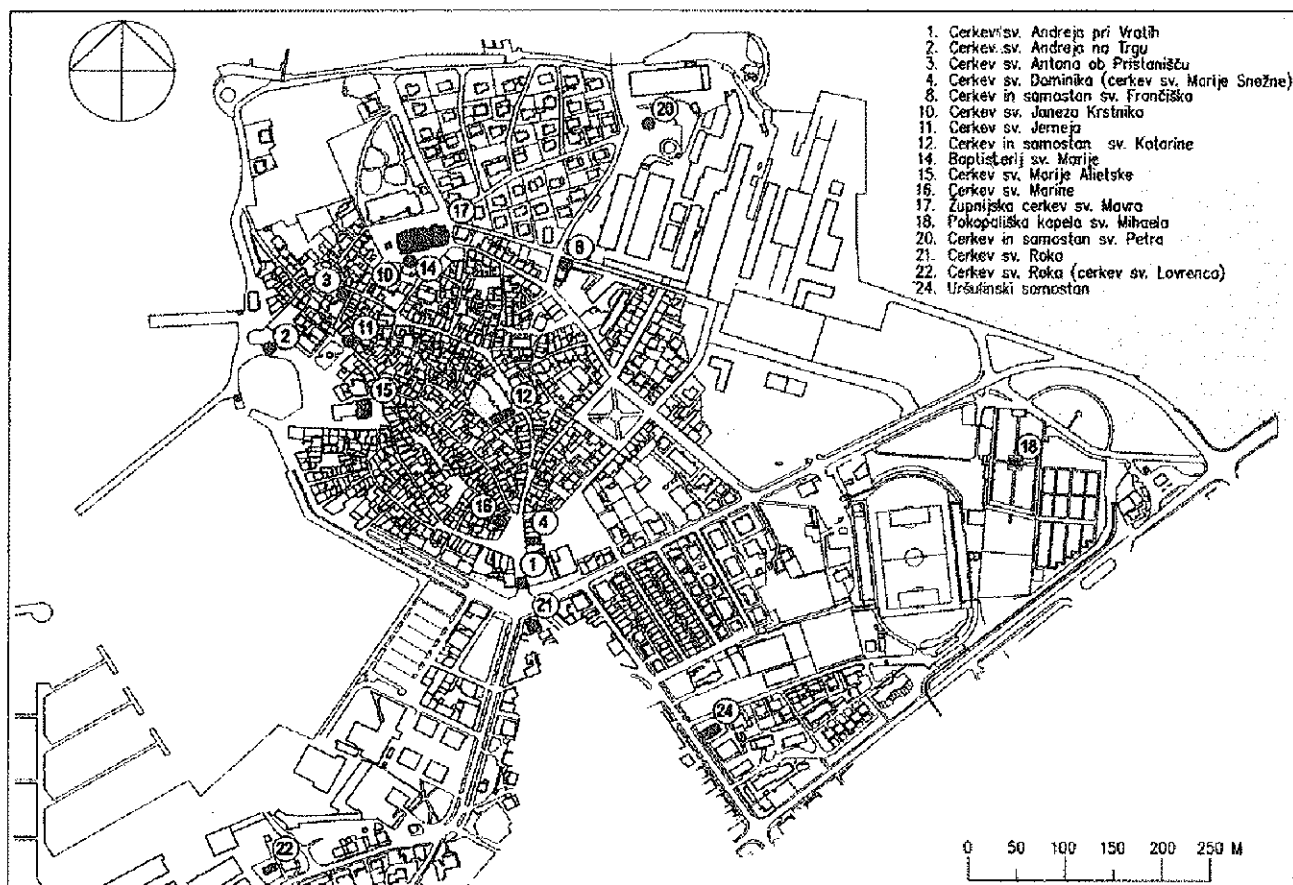 1. Cerkev sv. Andreja pri Vratih
2. Cerkev sv. Andreja na Trgu
3. Cerkev sv. Antona ob Pristanišču
4. Cerkev sv. Dominika (cerkev sv. Marije Snežne)
8. Cerkev in samostan sv. Frančiška
10. Cerkev sv. Janeza Krstnika
11. Cerkev sv. Jerneja
12. Cerkev in samostan sv. Katarine
14. Baptisterij sv. Marije
15. Cerkev sv. Marije Alietske
16. Cerkev sv. Marine
17. Župnijska cerkev sv. Mavra
18. Pokopališka kapela sv. Mihaela
20. Cerkev in samostan sv. Petra
21. Cerkev sv. Roka
22. Cerkev sv. Roka (cerkev sv. Lovrenca)
24. Uršulinski samostan
20
17
8
3
10
14
2
11
15
12
18
16
4
1
21
24
22
0 50 100 150 200 250 M